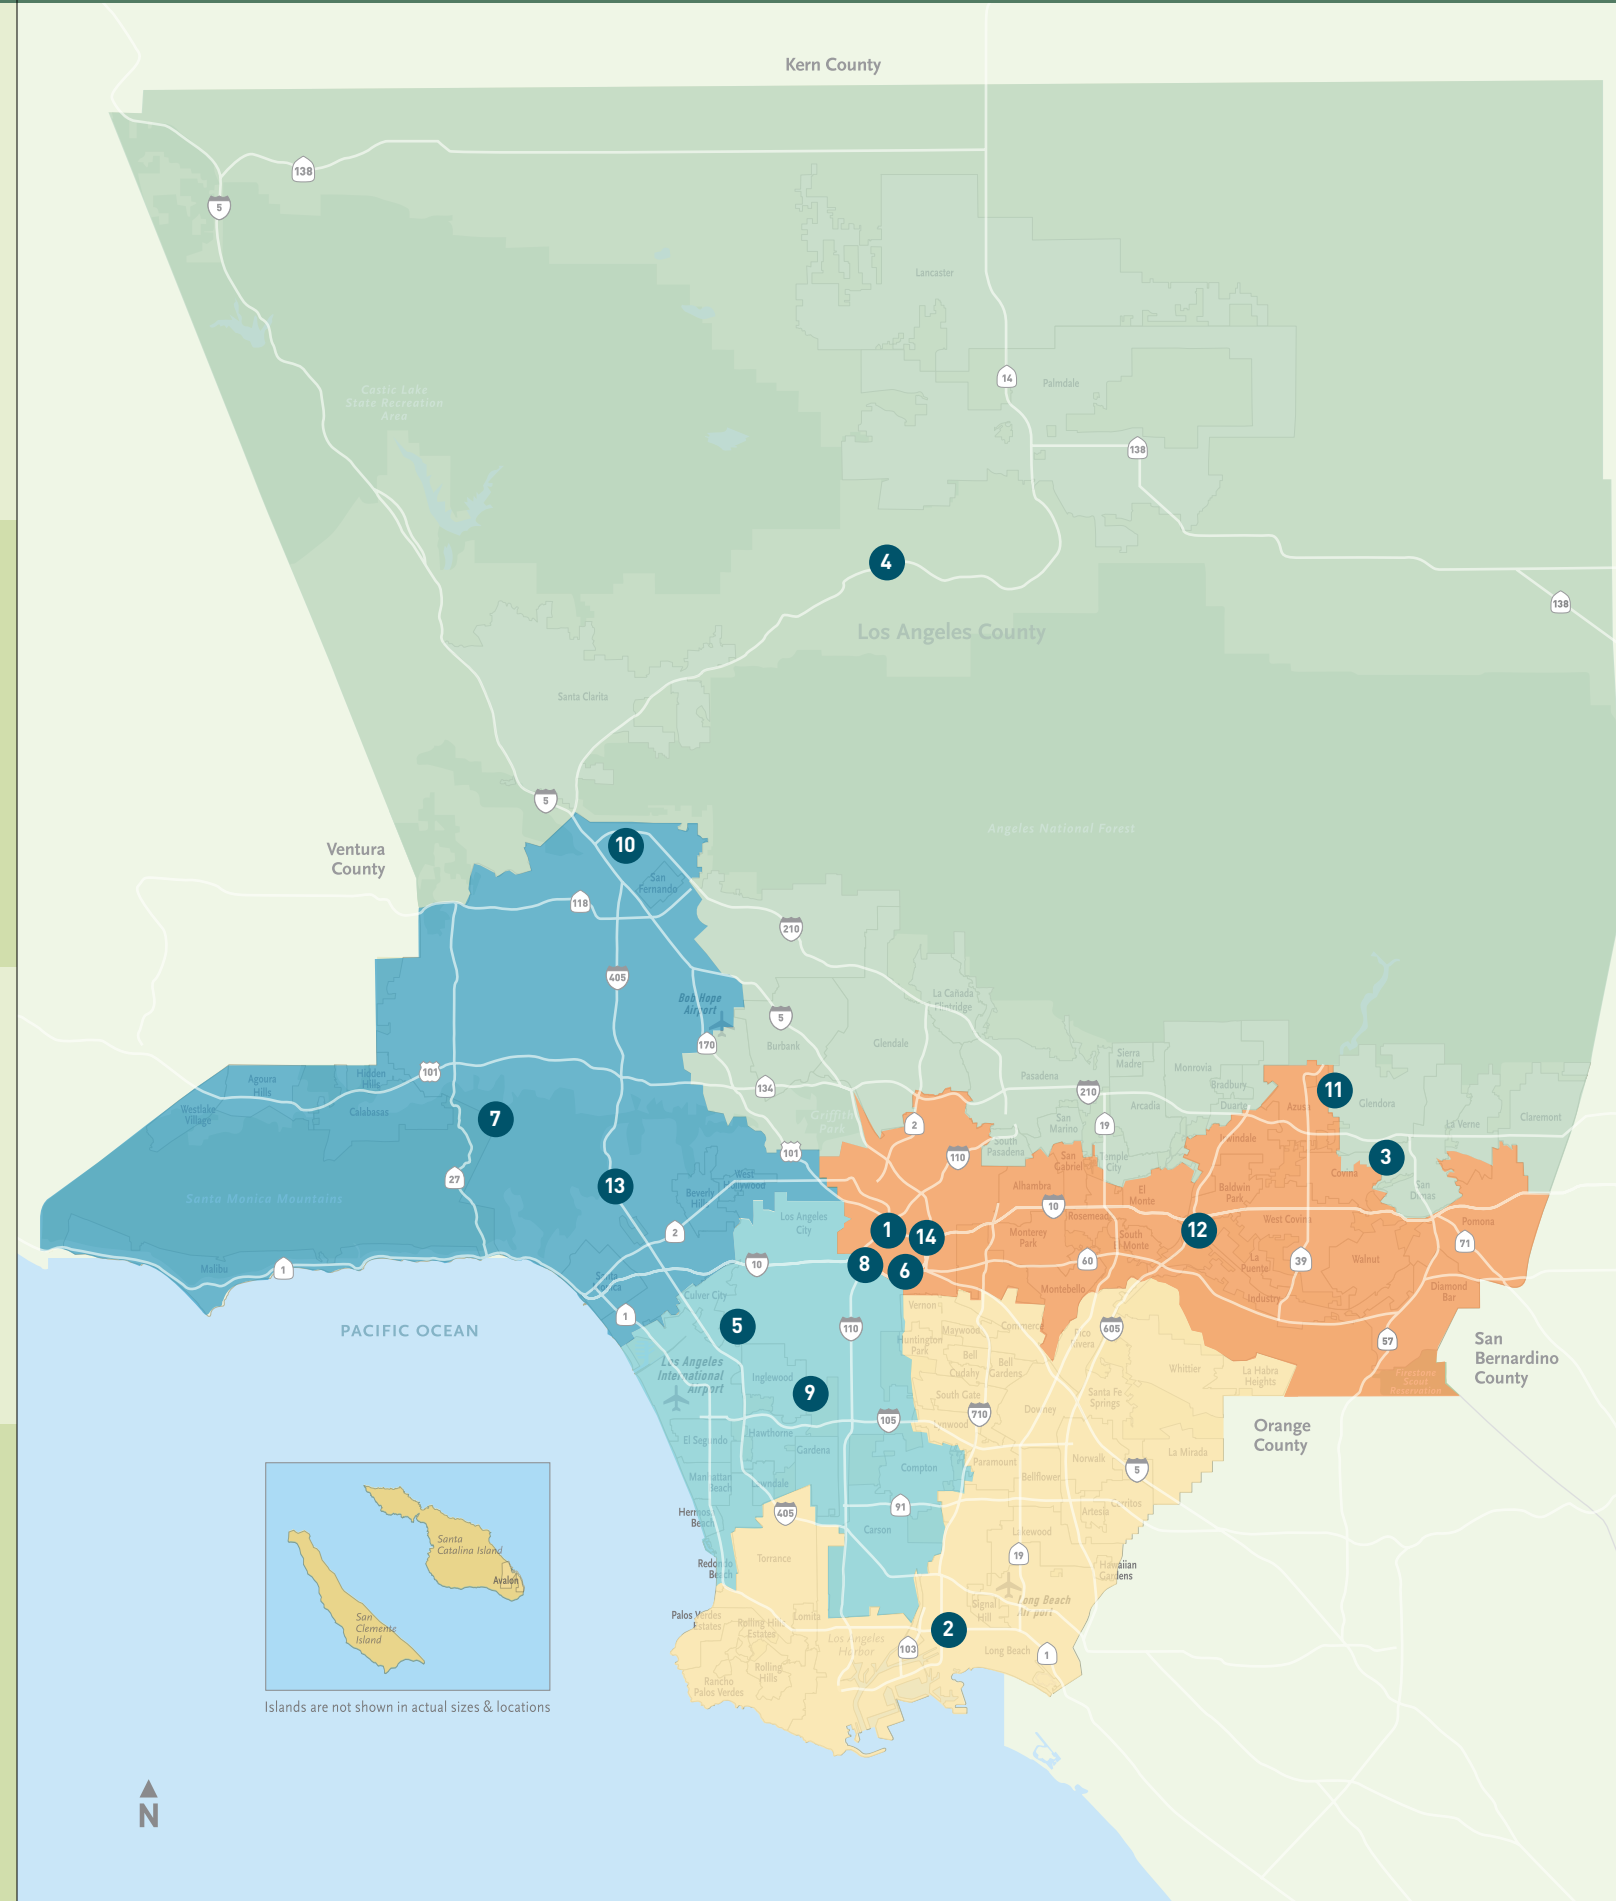 Kern County
138
5
Lancaster
14
Palmdale
Castic Lake
State Recreation
Area
138
4
138
Los Angeles County
Santa Clarita
5
Angeles National Forest
Ventura
County
10
San
Fernando
118
210
405
Bob Hope
Airport
La Cañada
Flintridge
5
170
Burbank
Glendale
Sierra
Madre
Monrovia
101
Agoura
Hills
Hidden
Hills
134
Pasadena
210
Bradbury
Duarte
11
Westlake
Village
Calabasas
7
Griffith
Park
2
San
Marino
19
Arcadia
Azusa
Glendora
La Verne
Claremont
Irwindale
101
110
South
Pasadena
San
Gabriel
Temple
City
3
27
13
West
Hollywood
Beverly
Hills
Covina
San
Dimas
Santa Monica Mountains
Alhambra
El
Monte
Baldwin
Park
10
Los Angeles
City
Rosemead
West Covina
Pomona
2
1
14
Monterey
Park
South
El Monte
12
71
Malibu
1
10
8
6
60
La
Puente
39
Walnut
Santa
Monica
Culver City
Montebello
Industry
Diamond
Bar
1
5
110
Vernon
Commerce
605
PACIFIC OCEAN
Huntington
Park
Maywood
Pico
Rivera
57
San
Bernardino
County
Los Angeles
International
Airport
Inglewood
9
Bell
Cudahy
Bell
Gardens
Whittier
La Habra
Heights
Firestone
Scout
Reservation
South Gate
Santa Fe
Springs
105
Lynwood
710
Downey
Orange
County
El Segundo
Hawthorne
Gardena
Compton
Paramount
Norwalk
La Mirada
5
Manhattan
Beach
Lawndale
Bellflower
Hermosa
Beach
405
91
Artesia
Cerritos
Carson
Lakewood
Santa
Catalina Island
Avalon
Redondo
Beach
Torrance
19
Hawaiian
Gardens
San
Clemente
Island
Palos Verdes
Estates
Rolling Hills
Estates
Lomita
Signal
Hill
Long Beach
Airport
2
Los Angeles
Harbor
103
Long Beach
1
Rolling
Hills
Rancho
Palos Verdes
Islands are not shown in actual sizes & locations
N